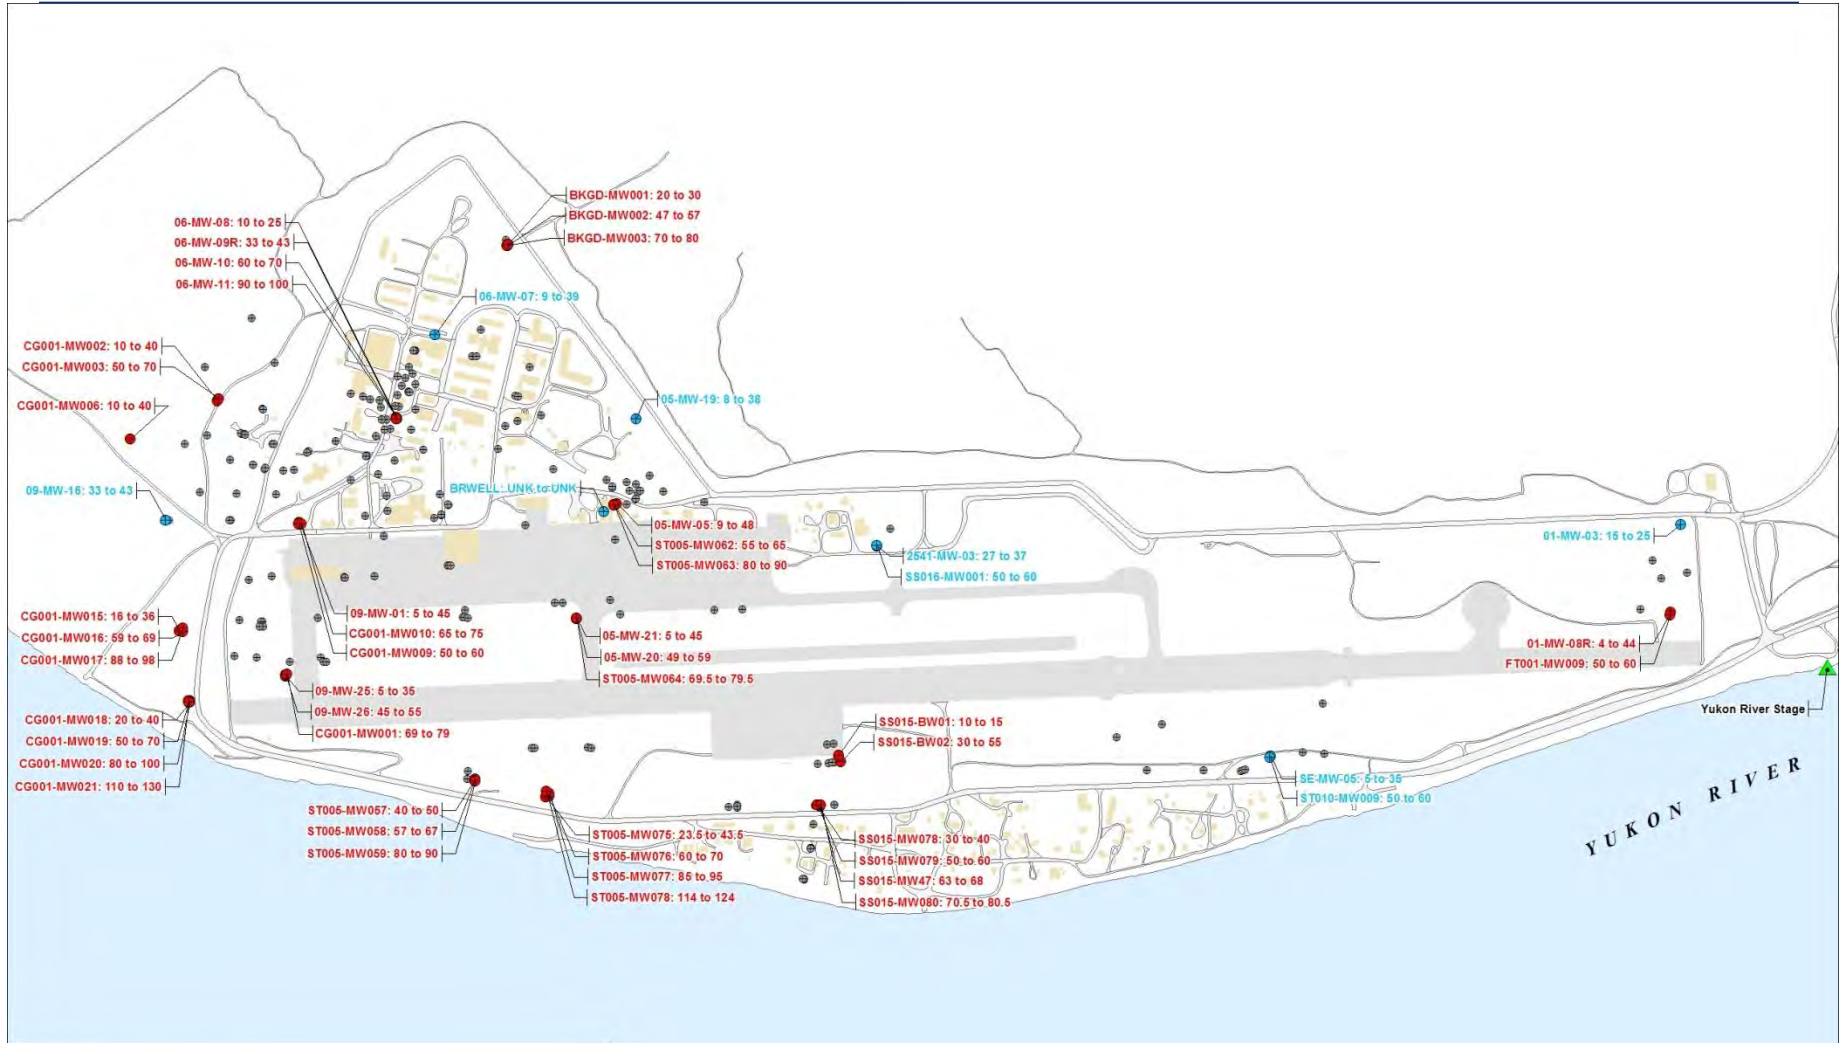 BKGD-MW001: 20 to 30
BKGD-MW002: 47 to 57
BKGD-MW003: 70 to 80
06-MW-08: 10 to 25
06-MW-09R: 33 to 43
06-MW-10: 60 to 70
06-MW-11: 90 to 100
06-MW-07: 9 to 39
CG001-MW002: 10 to 40
CG001-MW003: 50 to 70
CG001-MW006: 10 to 40
05-MW-19: 8 to 38
09-MW-16: 33 to 43
BRWELL: UNK to UNK
05-MW-05: 9 to 48
ST005-MW062: 55 to 65
ST005-MW063: 80 to 90
2541-MW-03: 27 to 37
SS016-MW001: 50 to 60
01-MW-03: 15 to 25
09-MW-01: 5 to 45
CG001-MW010: 65 to 75
CG001-MW009: 50 to 60
CG001-MW015: 16 to 36
CG001-MW016: 59 to 69
CG001-MW017: 88 to 98
05-MW-21: 5 to 45
05-MW-20: 49 to 59
ST005-MW064: 69.5 to 79.5
01-MW-08R: 4 to 44
FT001-MW009: 50 to 60
09-MW-25: 5 to 35
09-MW-26: 45 to 55
CG001-MW001: 69 to 79
CG001-MW018: 20 to 40
CG001-MW019: 50 to 70
CG001-MW020: 80 to 100
CG001-MW021: 110 to 130
SS015-BW01: 10 to 15
SS015-BW02: 30 to 55
Yukon River Stage
SE-MW-05: 5 to 35
ST010-MW009: 50 to 60
YUKON RIVER
ST005-MW057: 40 to 50
ST005-MW058: 57 to 67
ST005-MW059: 80 to 90
ST005-MW075: 23.5 to 43.5
ST005-MW076: 60 to 70
ST005-MW077: 85 to 95
ST005-MW078: 114 to 124
SS015-MW078: 30 to 40
SS015-MW079: 50 to 60
SS015-MW47: 63 to 68
SS015-MW080: 70.5 to 80.5